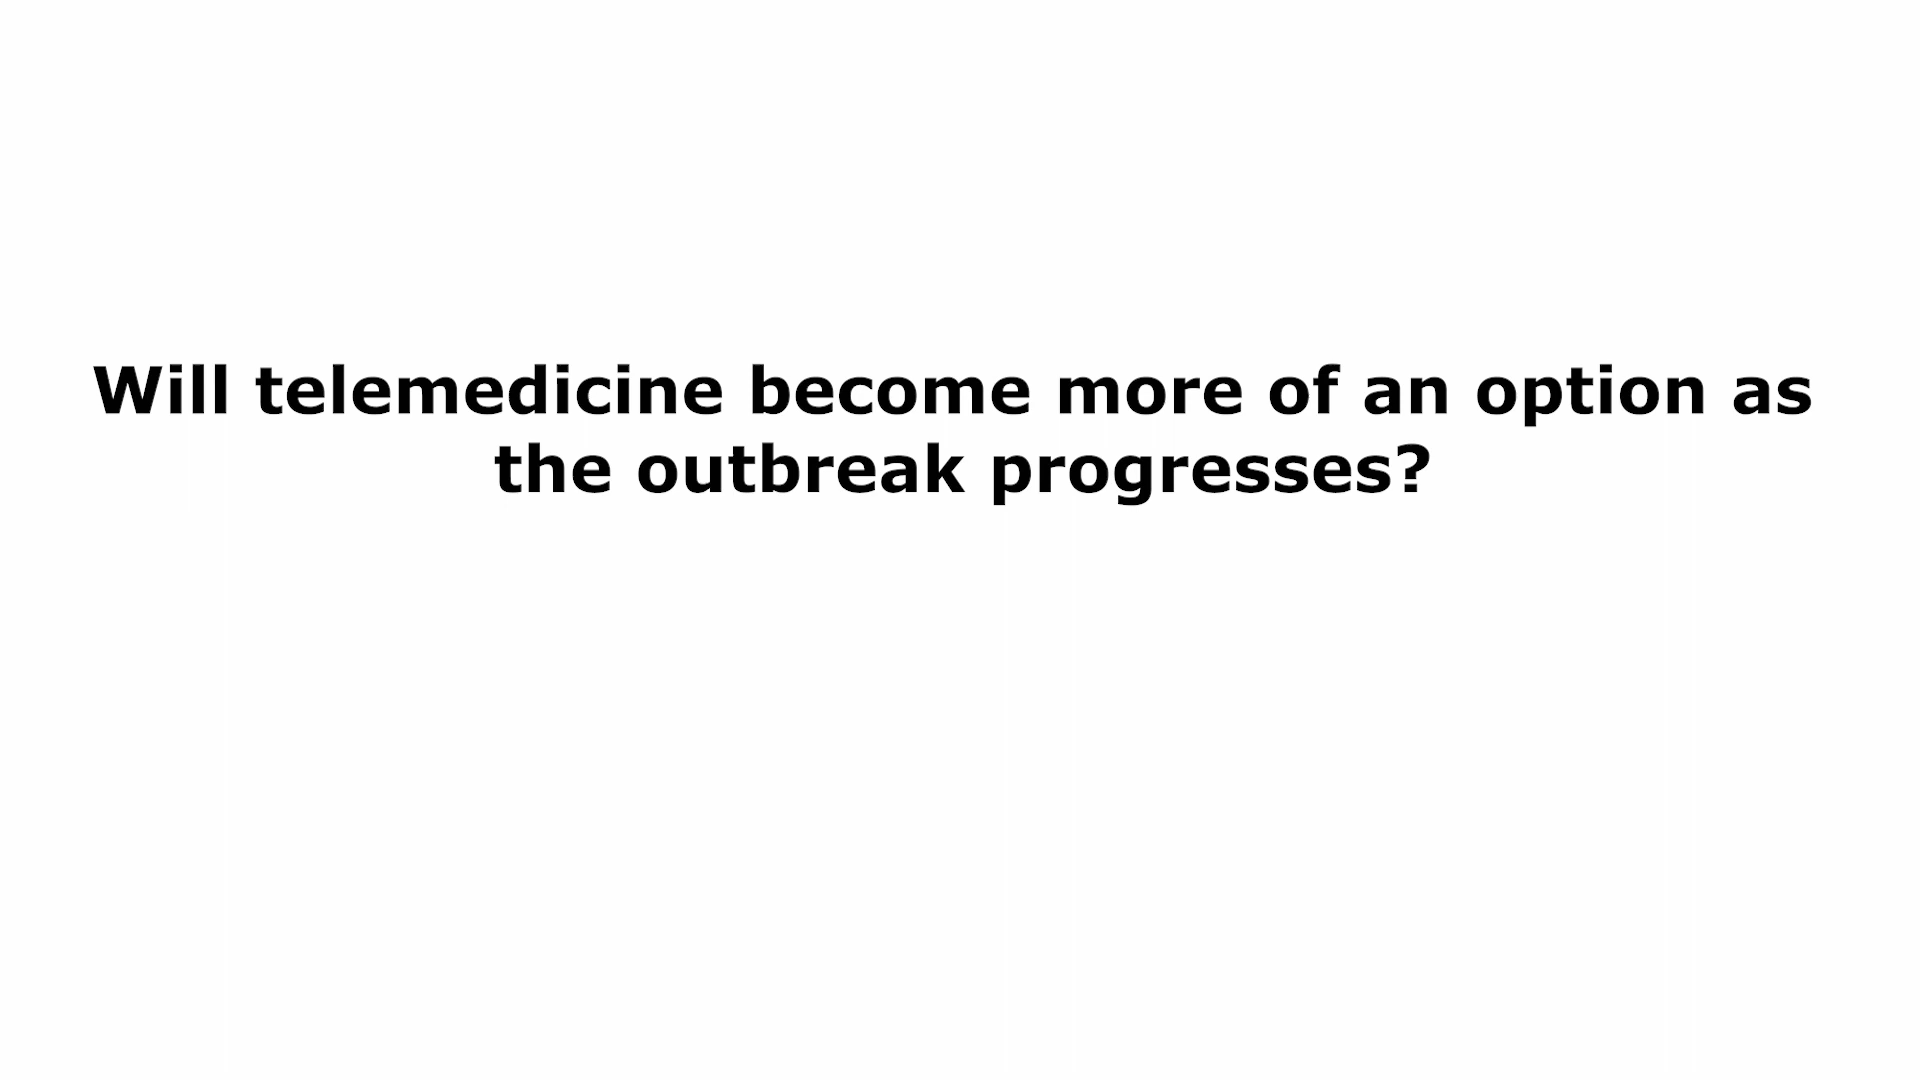 Will telemedicine become more of an option as
the outbreak progresses?